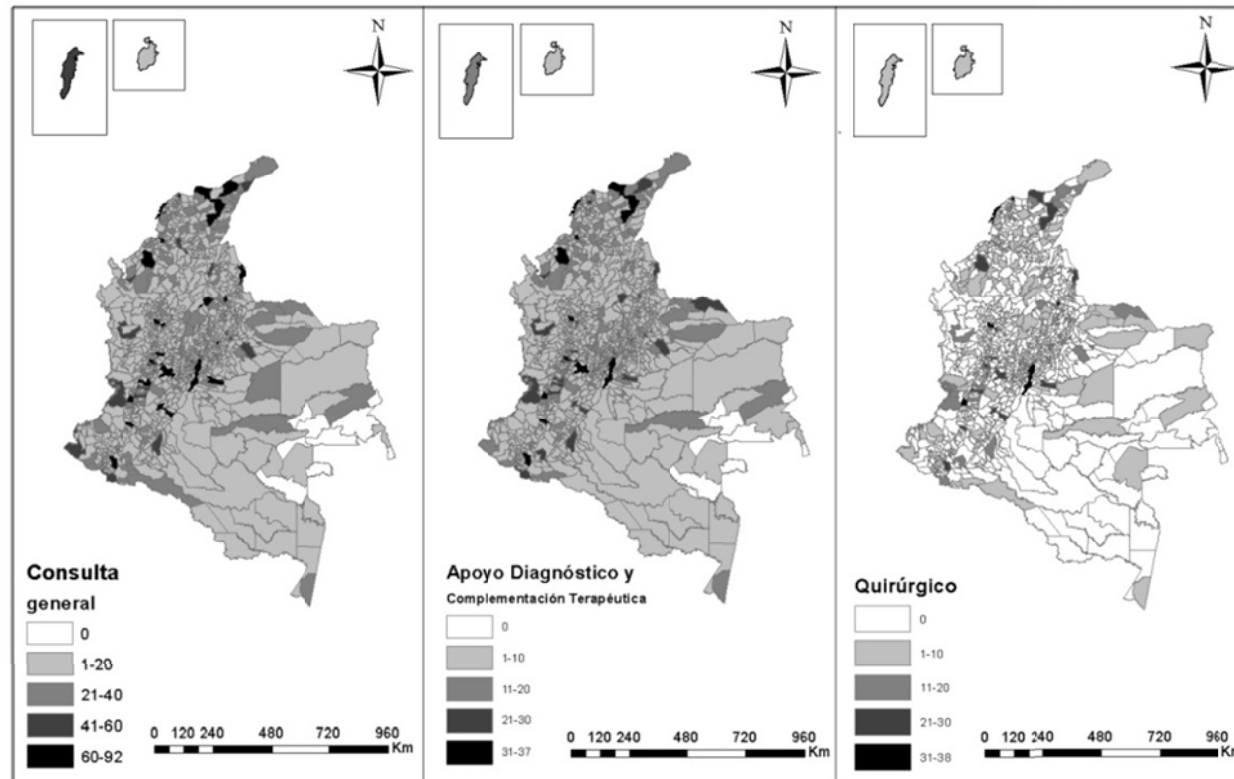 N
Consulta
general
0
1-20
21-40
41-60
60-92
0 120 240 480 720 960
Km
N
Apoyo Diagnóstico y
Complementación Terapéutica
0
1-10
11-20
21-30
31-37
0 120 240 480 720 960
Km
N
Quirúrgico
0
1-10
11-20
21-30
31-38
0 120 240 480 720 960
Km